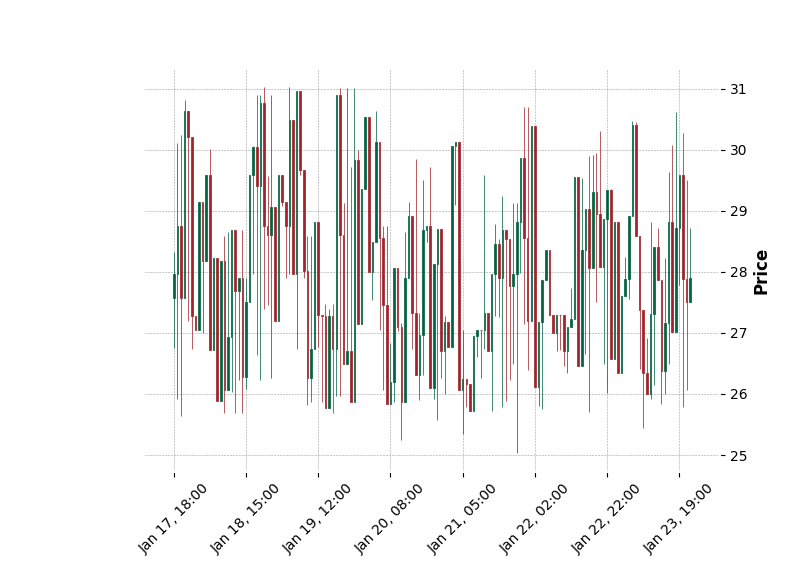 31
30
29
28
27
26
25
Price
Jan 17, 18:00
Jan 18, 15:00
Jan 19, 12:00
Jan 20, 08:00
Jan 21, 05:00
Jan 22, 02:00
Jan 22, 22:00
Jan 23, 19:00